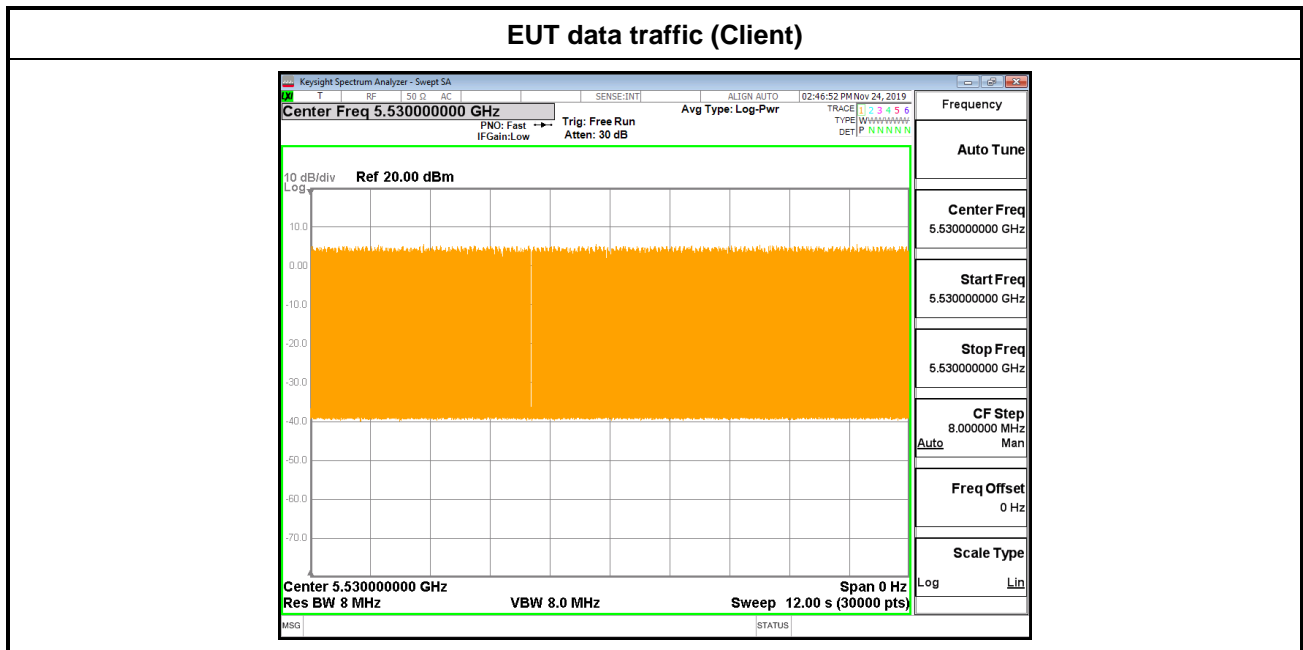 EUT data traffic (Client)
Keysight Spectrum Analyzer - Swept SA
LXI T RF 50 Ω AC SENSE:INT ALIGN AUTO 02:46:52 PM Nov 24, 2019
Center Freq 5.530000000 GHz
PNO: Fast
IFGain:Low
Trig: Free Run
Atten: 30 dB
Avg Type: Log-Pwr
TRACE 1 2 3 4 5 6
TYPE WWWWWW
DET P N N N N N
Frequency
Auto Tune
Center Freq
5.530000000 GHz
Start Freq
5.530000000 GHz
Stop Freq
5.530000000 GHz
CF Step
8.000000 MHz
Auto Man
Freq Offset
0 Hz
Scale Type
Log Lin
10 dB/div Ref 20.00 dBm
Log
10.0
0.00
-10.0
-20.0
-30.0
-40.0
-50.0
-60.0
-70.0
Center 5.530000000 GHz Span 0 Hz
Res BW 8 MHz VBW 8.0 MHz Sweep 12.00 s (30000 pts)
MSG STATUS